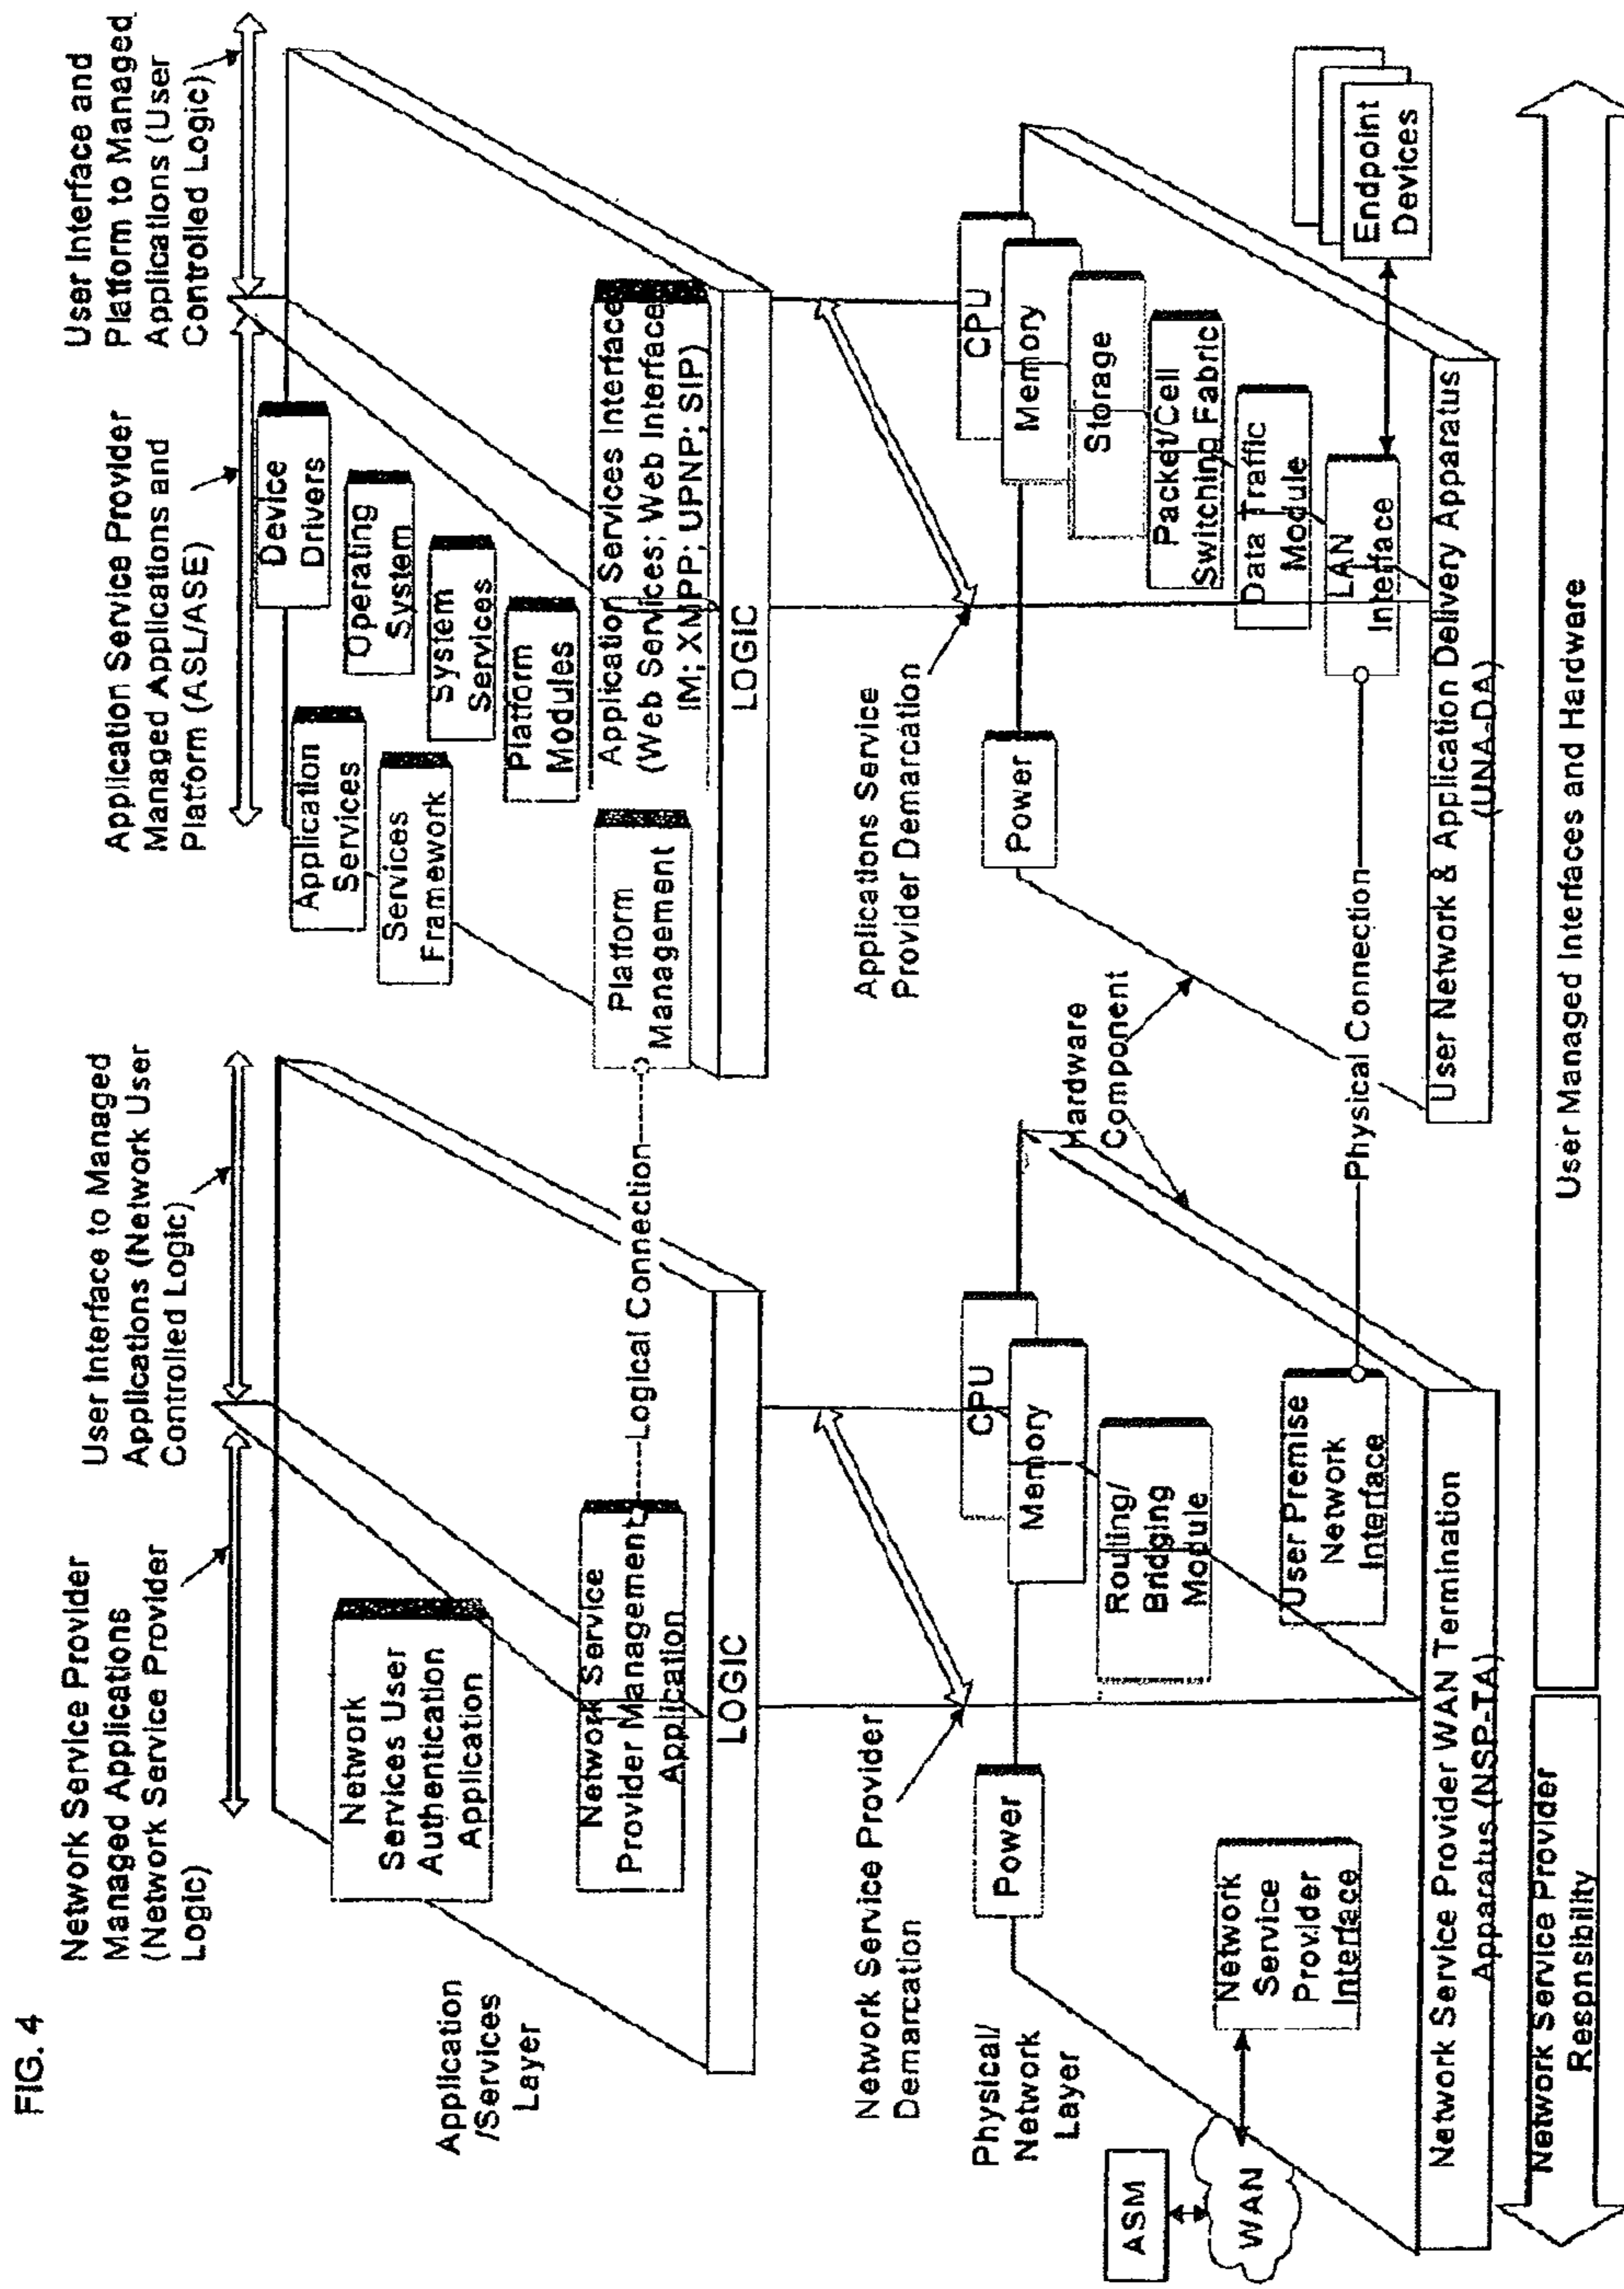 FIG. 4
Network Service Provider
Managed Applications
(Network Service Provider
Logic)
User Interface to Managed
Applications (Network User
Controlled Logic)
Application Service Provider
Managed Applications and
Platform (ASL/ASE)
User Interface and
Platform to Managed
Applications (User
Controlled Logic)
Application
/Services
Layer
Network
Services User
Authentication
Application
Network Service
Provider Management
Application
LOGIC
Logical Connection
Application
Services
Services
Framework
Platform
Management
Device
Drivers
Operating
System
System
Services
Platform
Modules
Application Services Interface
(Web Services; Web Interface
IM; XMPP; UPNP; SIP)
LOGIC
Network Service Provider
Demarcation
Applications Service
Provider Demarcation
Physical/
Network
Layer
ASM
WAN
Power
Network
Service
Provider
Interface
CPU
Memory
Routing/
Bridging
Module
User Premise
Network
Interface
Hardware
Component
Physical Connection
Power
CPU
Memory
Storage
Packet/Cell
Switching Fabric
Data Traffic
Module
LAN
Interface
Endpoint
Devices
Network Service Provider WAN Termination
Apparatus (NSP-TA)
User Network & Application Delivery Apparatus
(UNA-DA)
Network Service Provider
Respnsibility
User Managed Interfaces and Hardware